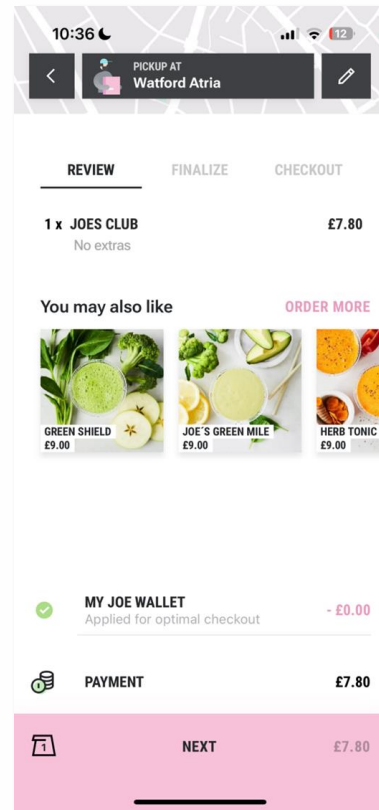 10:36
12
PICKUP AT
Watford Atria
REVIEW FINALIZE CHECKOUT
1 x JOES CLUB £7.80
No extras
You may also like ORDER MORE
GREEN SHIELD
£9.00
JOE´S GREEN MILE
£9.00
HERB TONIC
£9.00
MY JOE WALLET - £0.00
Applied for optimal checkout
PAYMENT £7.80
1 NEXT £7.80